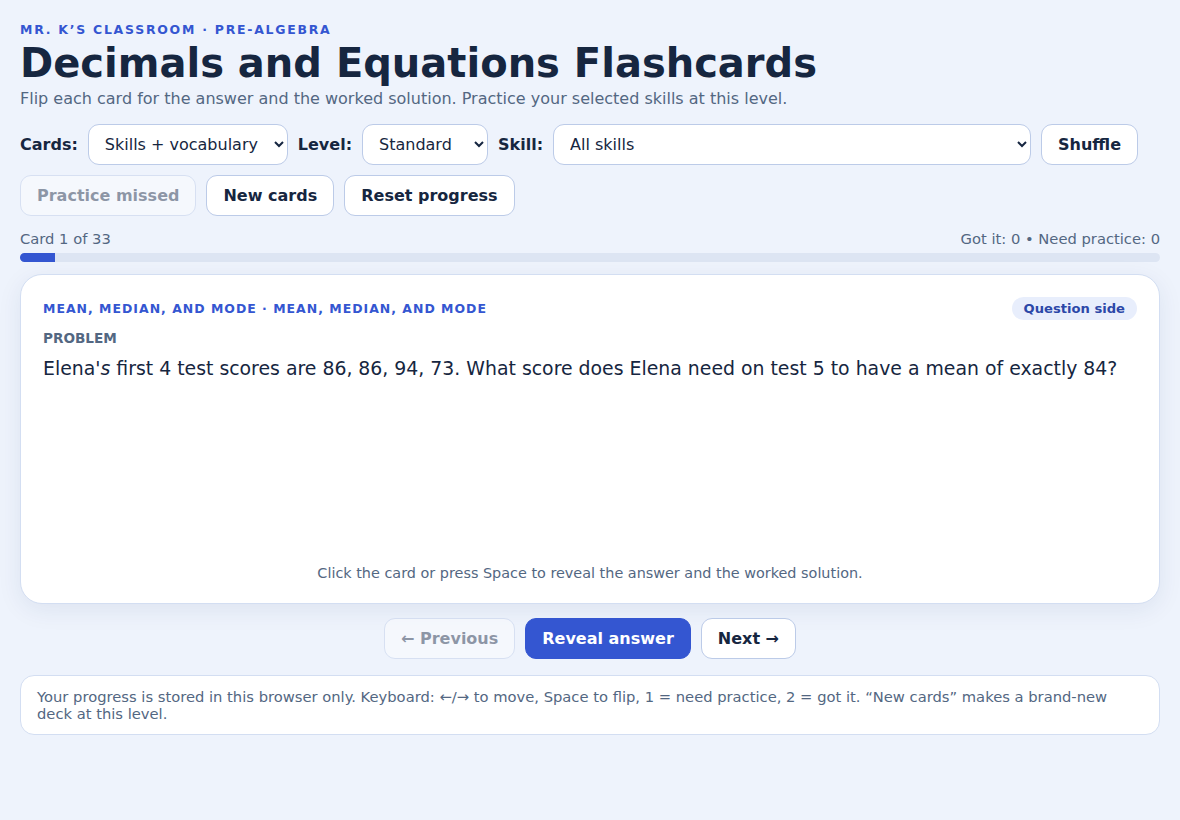 MR. K’S CLASSROOM · PRE-ALGEBRA
Decimals and Equations Flashcards
Flip each card for the answer and the worked solution. Practice your selected skills at this level.
Cards: Skills + vocabulary Level: Standard Skill: All skills Shuffle
Practice missed New cards Reset progress
Card 1 of 33 Got it: 0 • Need practice: 0
MEAN, MEDIAN, AND MODE · MEAN, MEDIAN, AND MODE Question side
PROBLEM
Elena's first 4 test scores are 86, 86, 94, 73. What score does Elena need on test 5 to have a mean of exactly 84?
Click the card or press Space to reveal the answer and the worked solution.
← Previous Reveal answer Next →
Your progress is stored in this browser only. Keyboard: ←/→ to move, Space to flip, 1 = need practice, 2 = got it. “New cards” makes a brand-new
deck at this level.